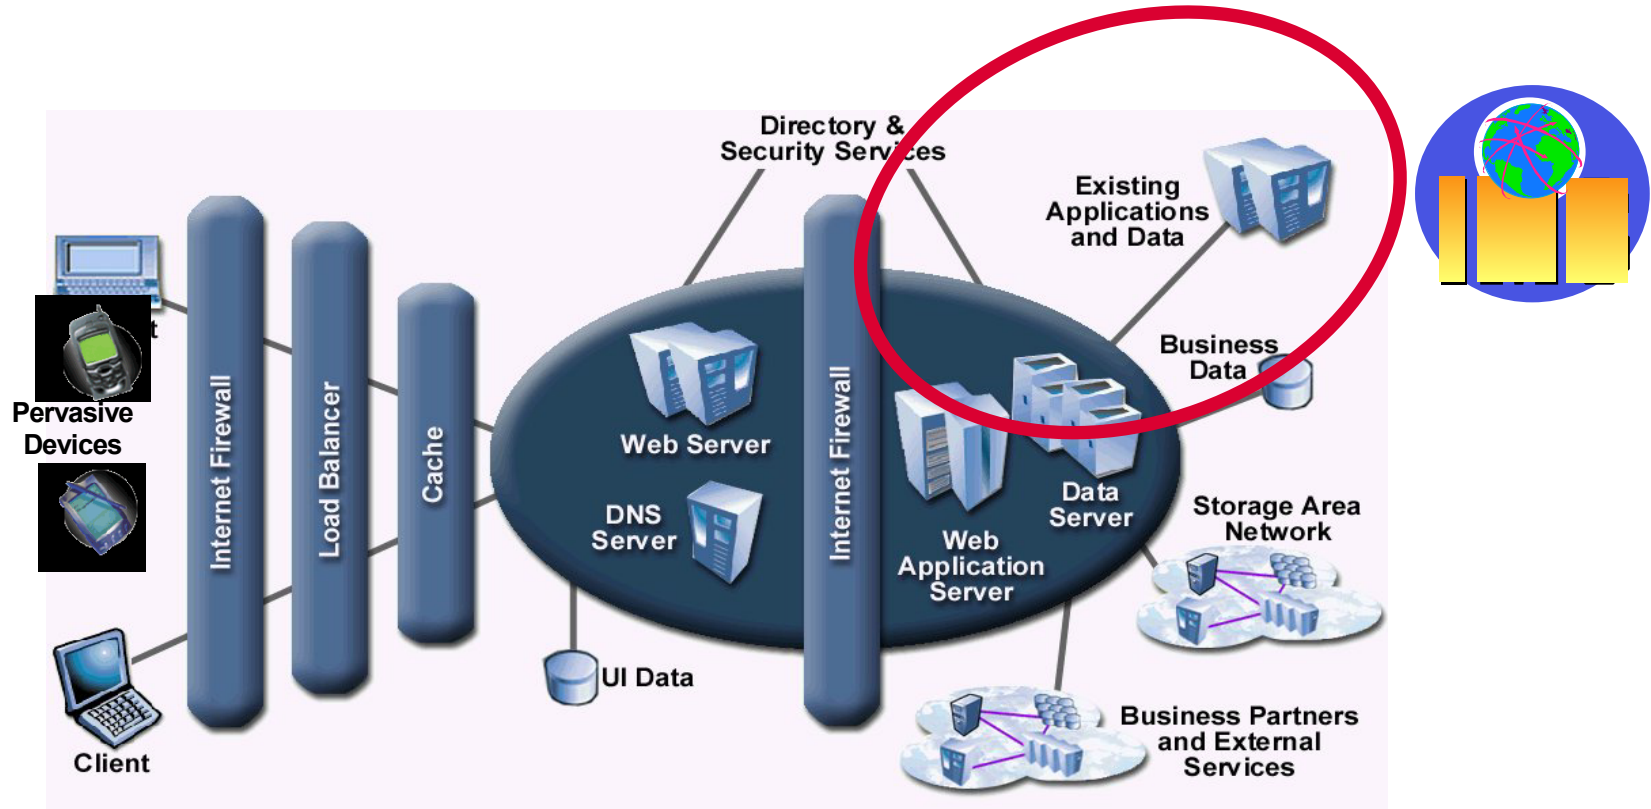 Directory &
Security Services
Existing
Applications
and Data
Business
Data
t
Pervasive
Devices
Internet Firewall
Load Balancer
Cache
Web Server
DNS
Server
Internet Firewall
Web
Application
Server
Data
Server
Storage Area
Network
UI Data
Business Partners
and External
Services
Client